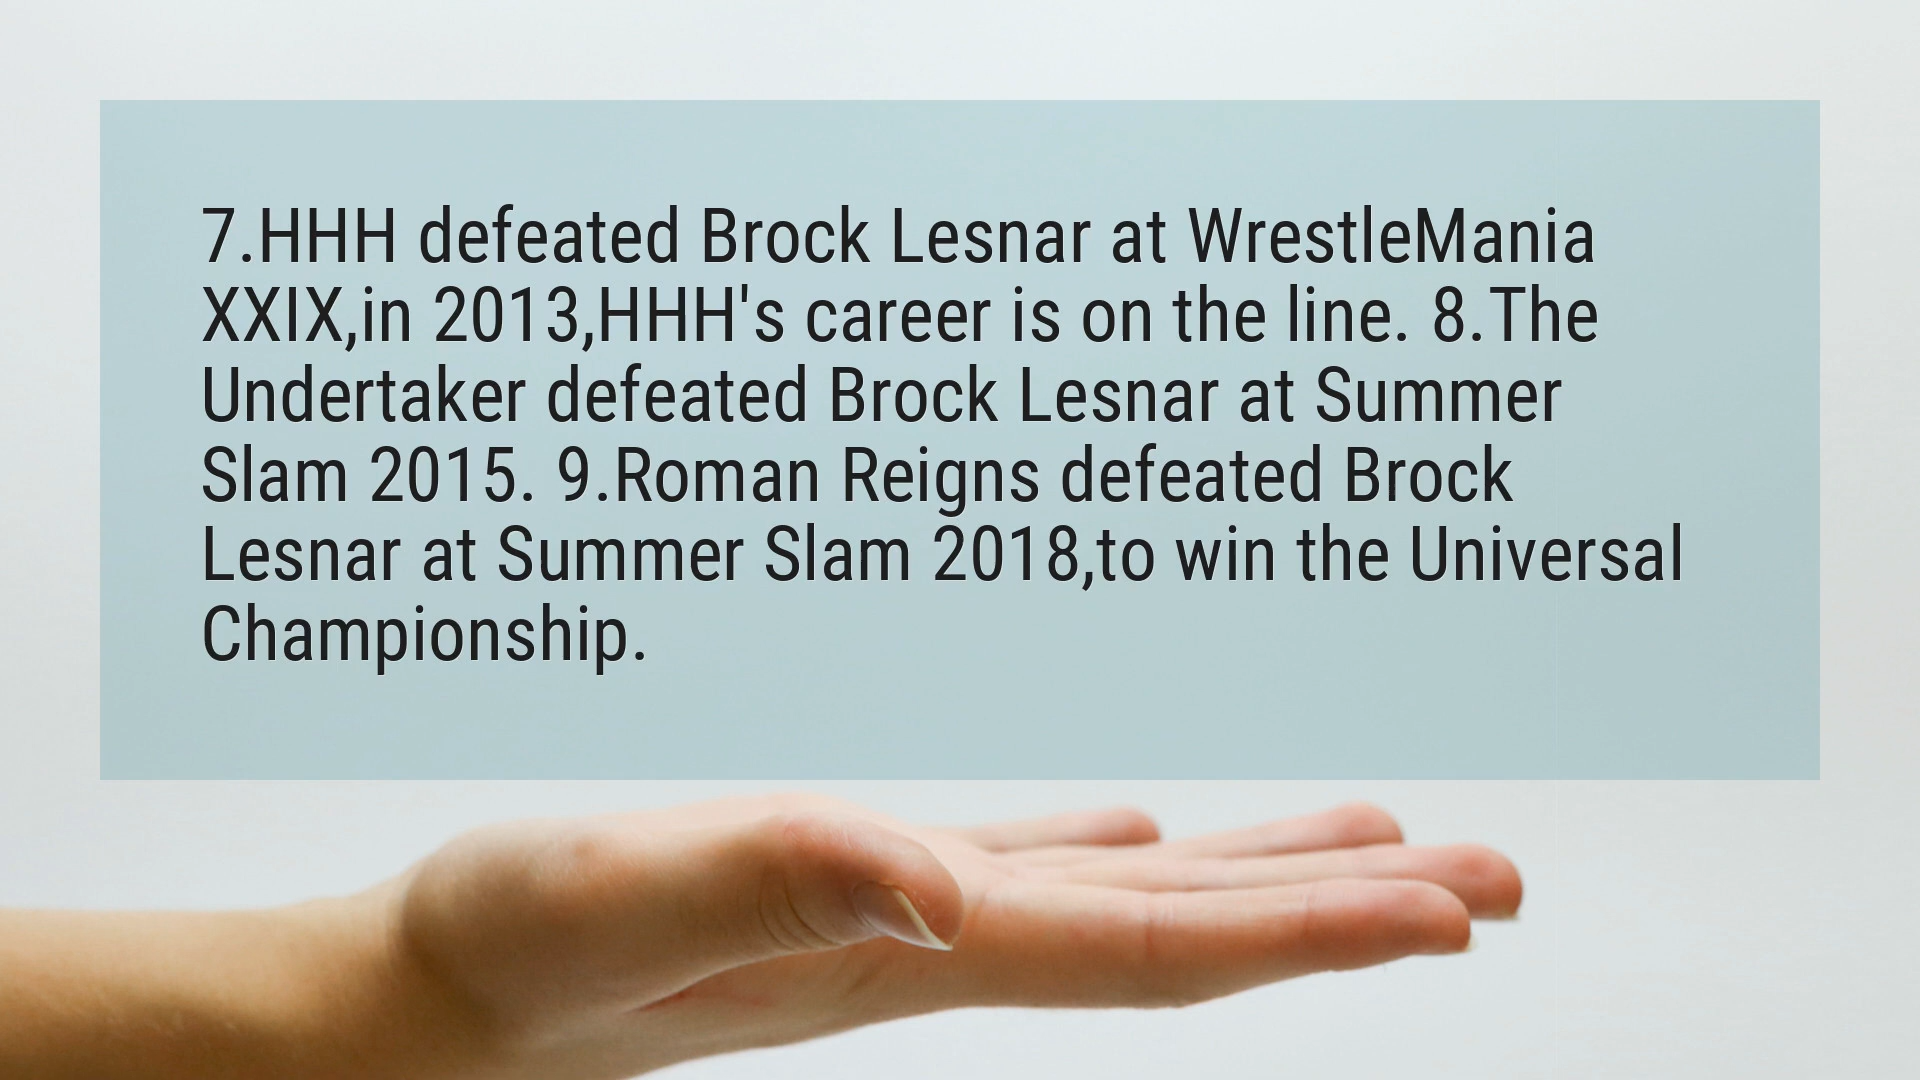 7.HHH defeated Brock Lesnar at WrestleMania
XXIX,in 2013,HHH's career is on the line. 8.The
Undertaker defeated Brock Lesnar at Summer
Slam 2015. 9.Roman Reigns defeated Brock
Lesnar at Summer Slam 2018,to win the Universal
Championship.